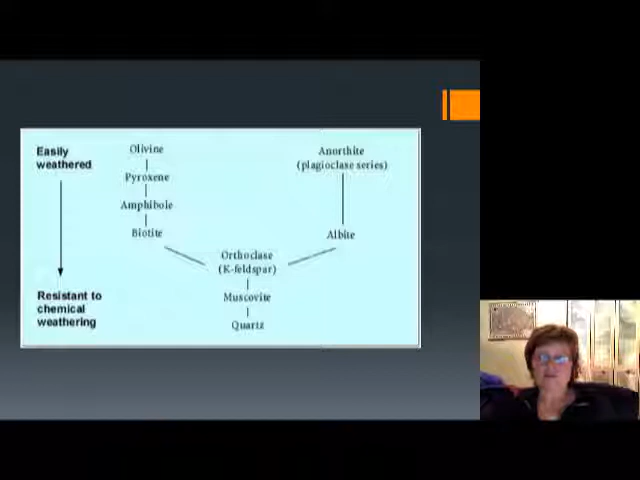 Easily
weathered
Olivine
Pyroxene
Amphibole
Biotite
Anorthite
(plagioclase series)
Albite
Orthoclase
(K-feldspar)
Muscovite
Quartz
Resistant to
chemical
weathering